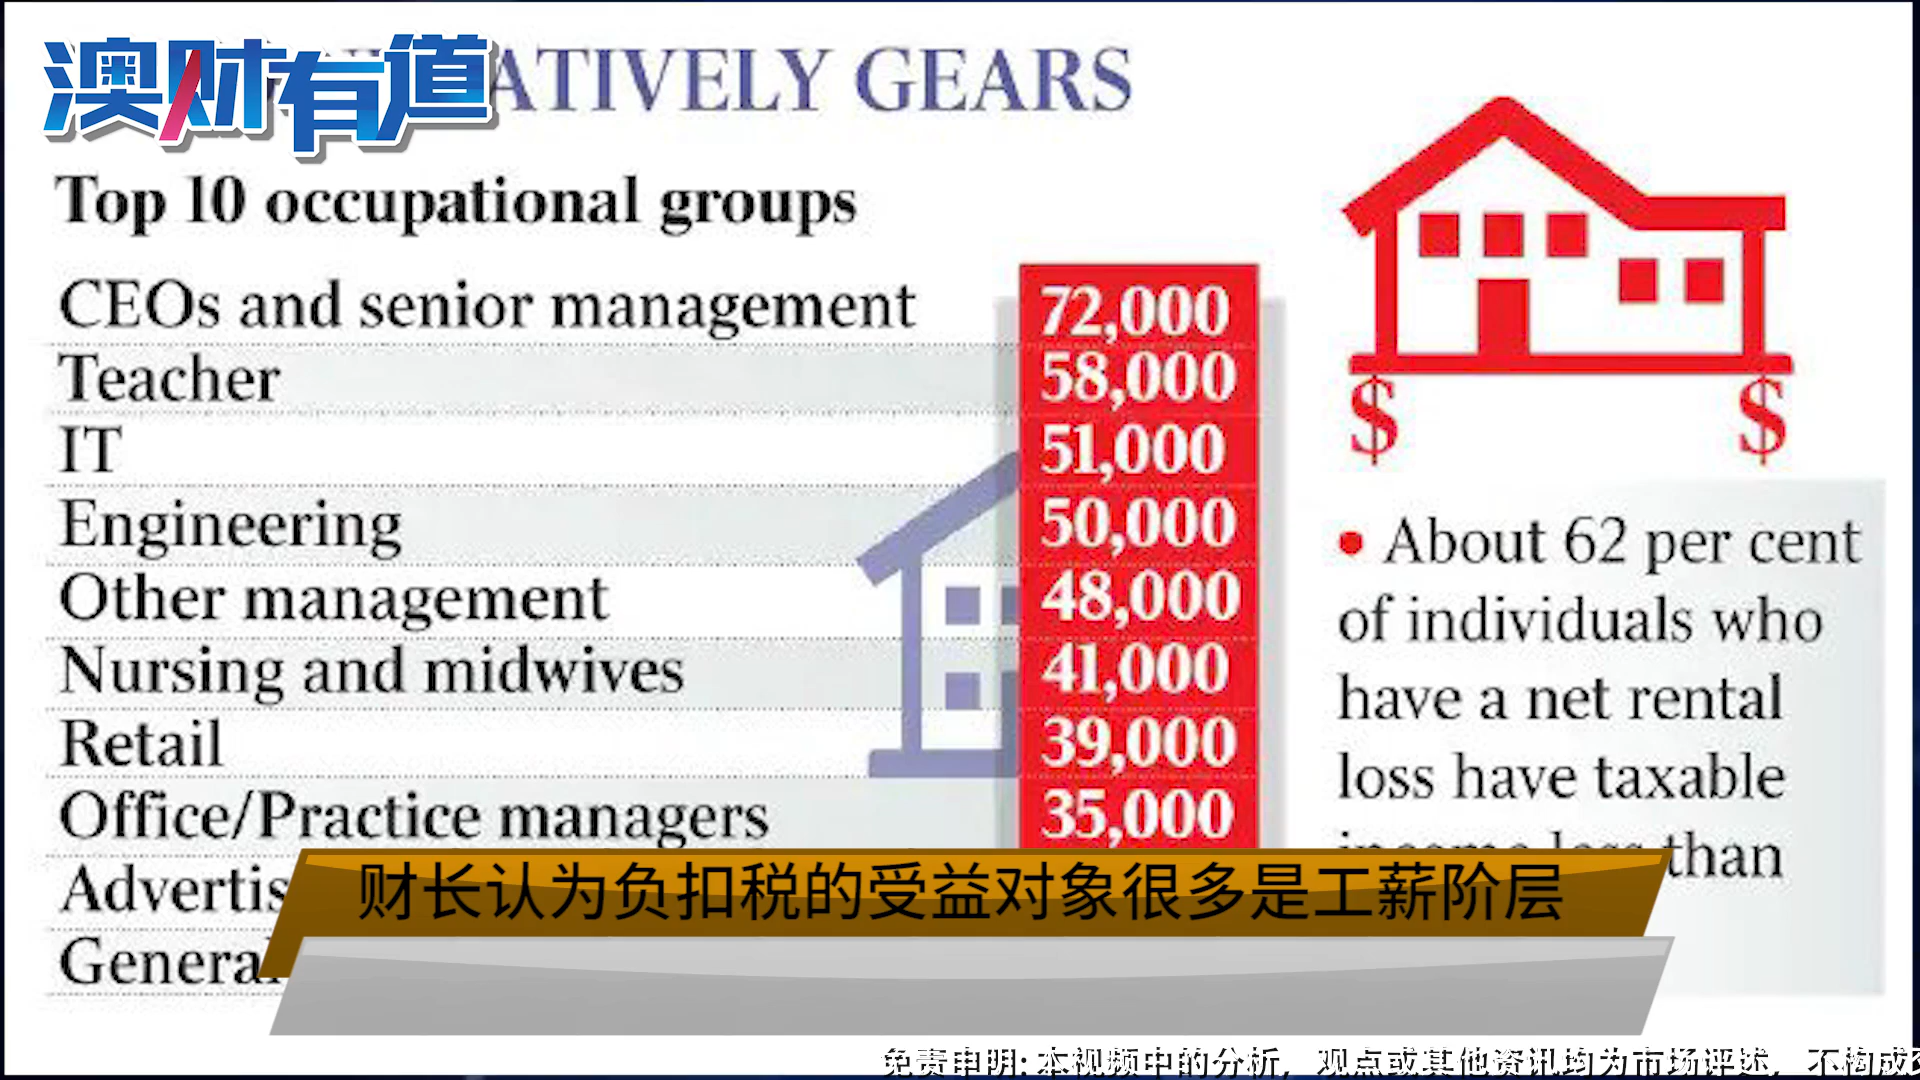 澳财有道
ATIVELY GEARS
Top 10 occupational groups
CEOs and senior management 72,000
Teacher 58,000
IT 51,000
Engineering 50,000
Other management 48,000
Nursing and midwives 41,000
Retail 39,000
Office/Practice managers 35,000
Advertis
General
$ $
• About 62 per cent
of individuals who
have a net rental
loss have taxable
income less than
财长认为负扣税的受益对象很多是工薪阶层
免责申明: 本视频中的分析，观点或其他资讯均为市场评述，不构成